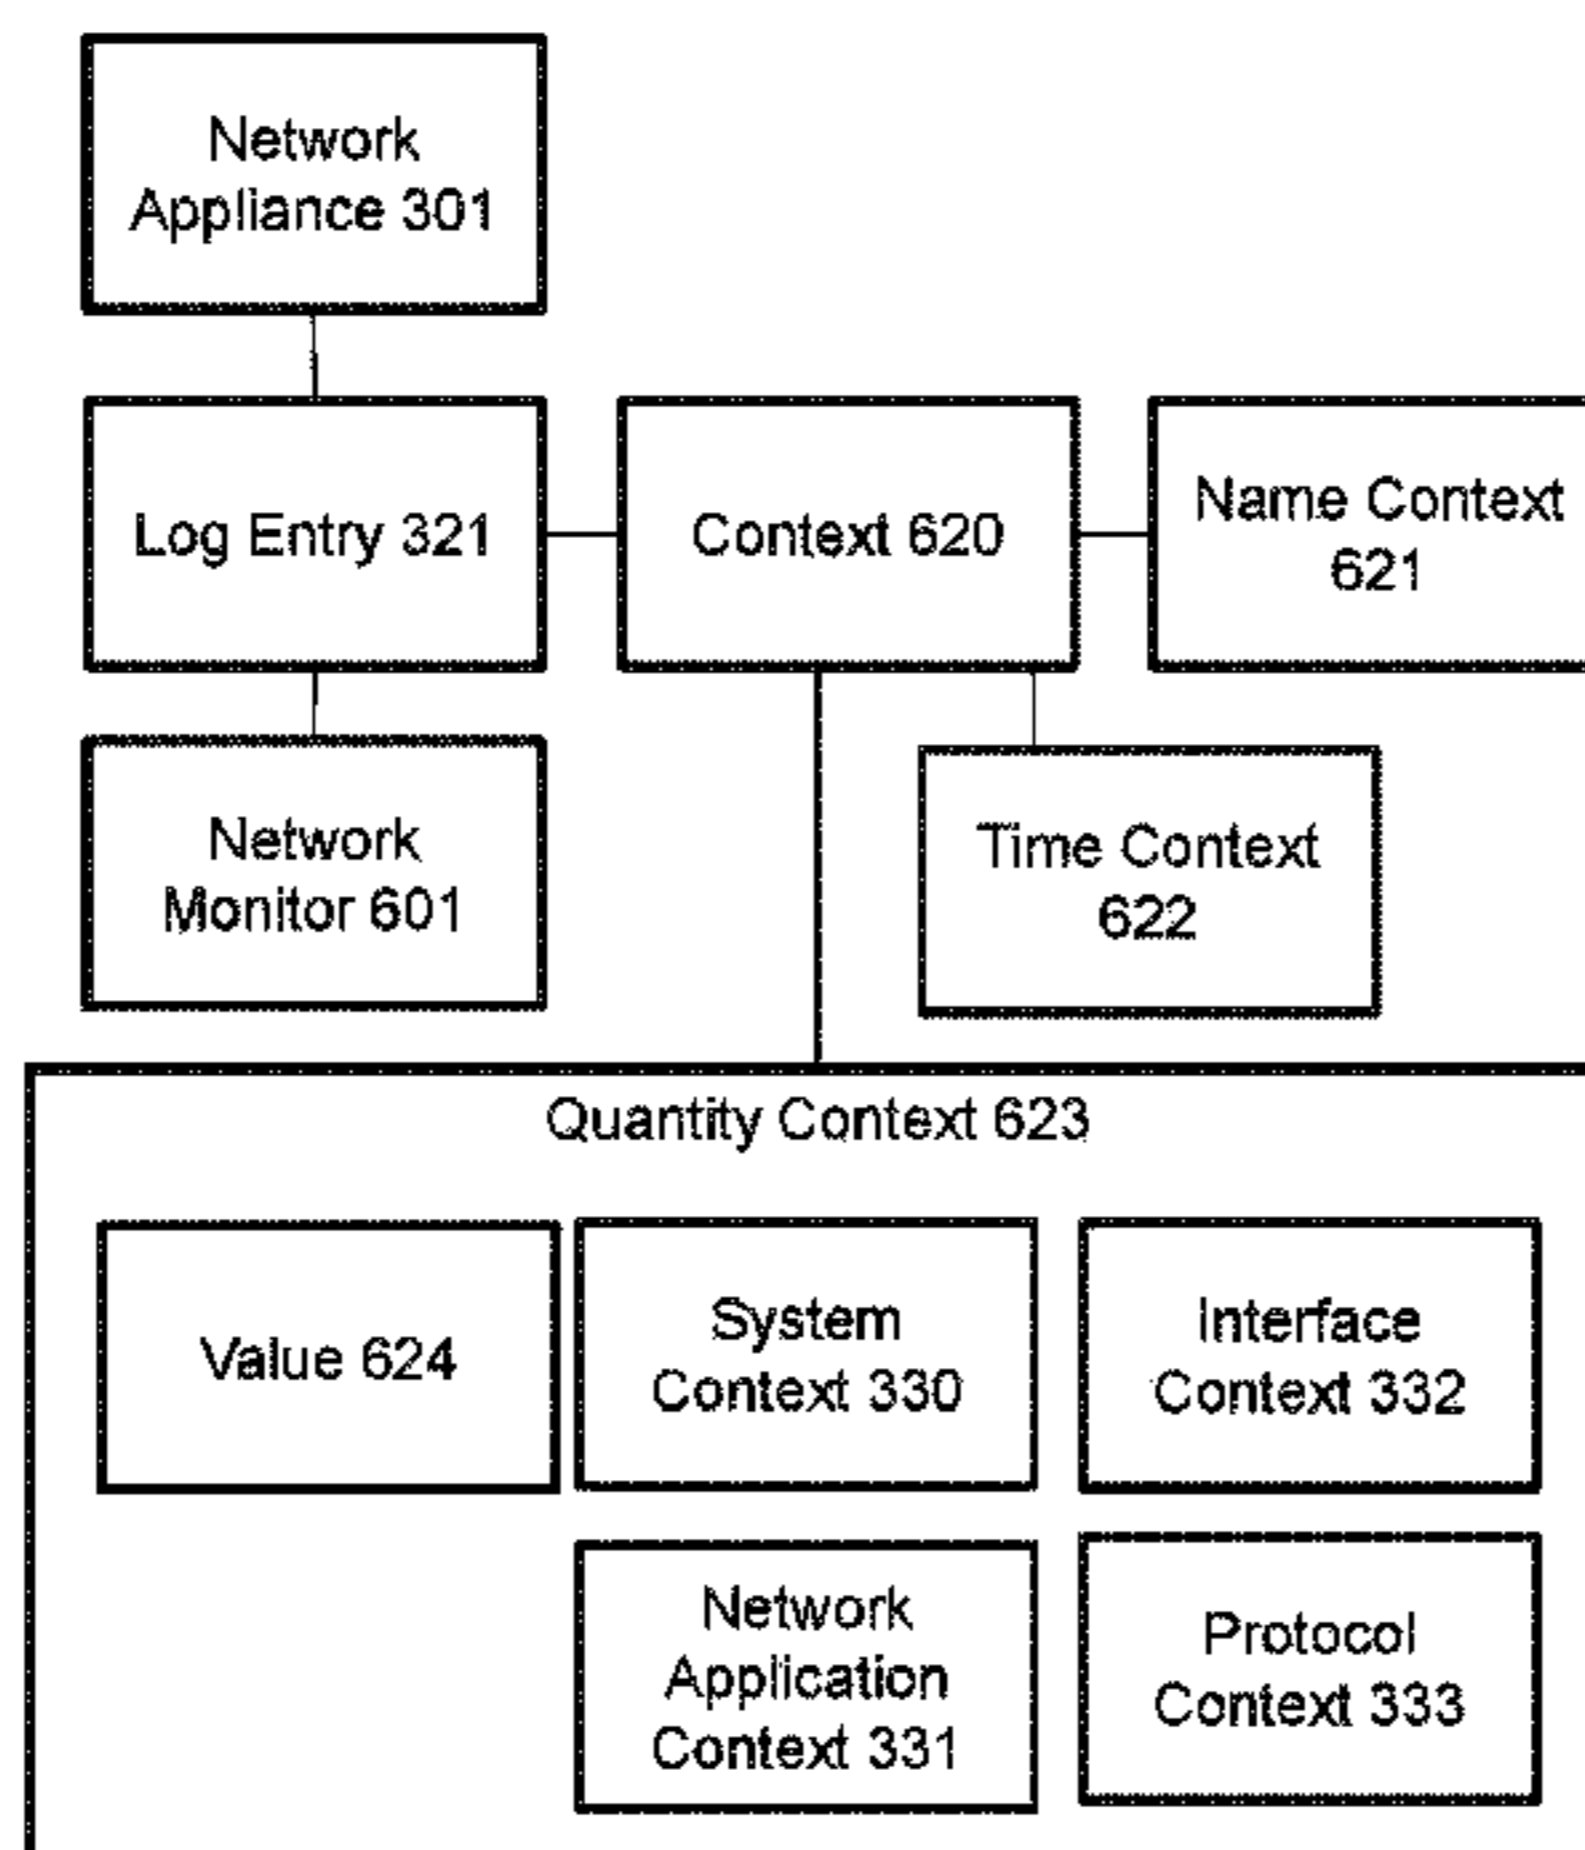 Network
Appliance 301
Log Entry 321
Context 620
Name Context
621
Network
Monitor 601
Time Context
622
Quantity Context 623
Value 624
System
Context 330
Interface
Context 332
Network
Application
Context 331
Protocol
Context 333